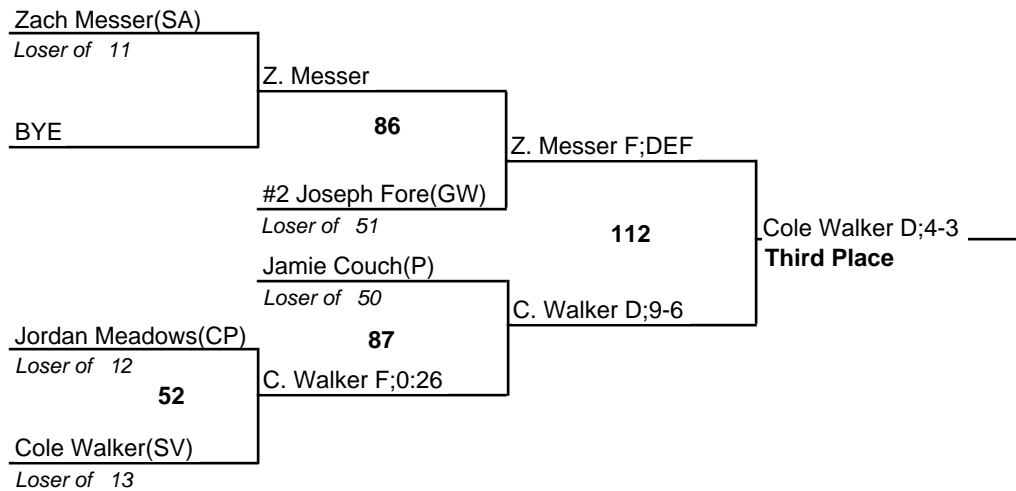 Zach Messer(SA)
Loser of 11
Z. Messer
BYE
86
Z. Messer F;DEF
#2 Joseph Fore(GW)
Loser of 51
112
Cole Walker D;4-3
Third Place
Jamie Couch(P)
Loser of 50
C. Walker D;9-6
Jordan Meadows(CP)
Loser of 12
87
52
C. Walker F;0:26
Cole Walker(SV)
Loser of 13